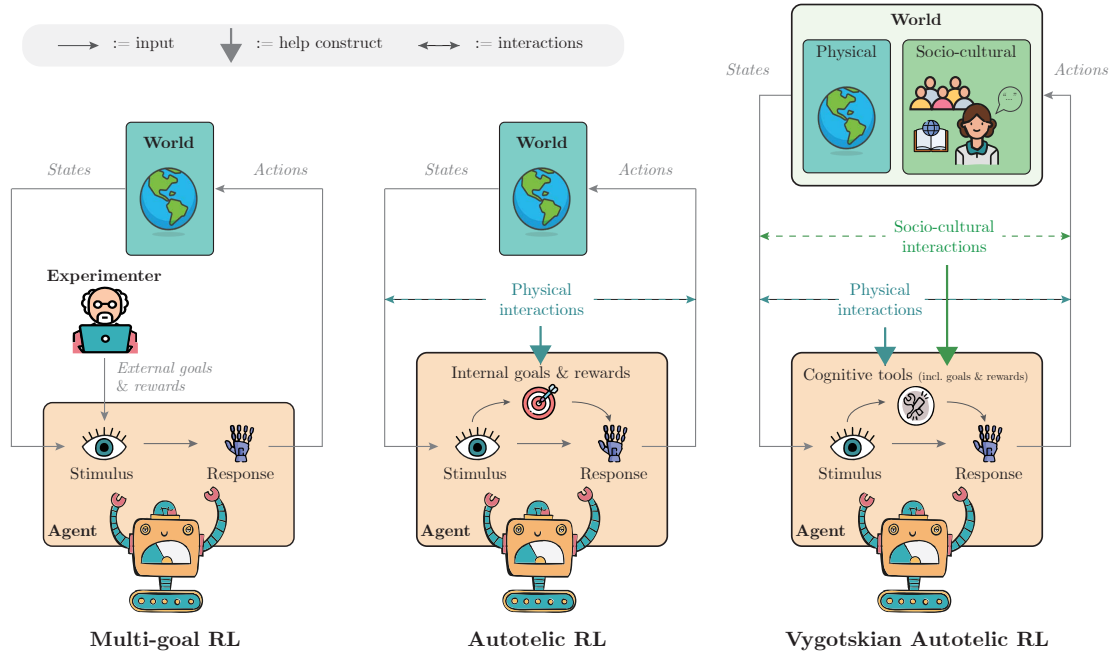 := input
:= help construct
:= interactions
States
World
Actions
Experimenter
External goals
& rewards
Stimulus
Response
Agent
Multi-goal RL
States
World
Actions
Physical
interactions
Internal goals & rewards
Stimulus
Response
Agent
Autotelic RL
World
Physical
Socio-cultural
States
Actions
Socio-cultural
interactions
Physical
interactions
Cognitive tools (incl. goals & rewards)
Stimulus
Response
Agent
Vygotskian Autotelic RL